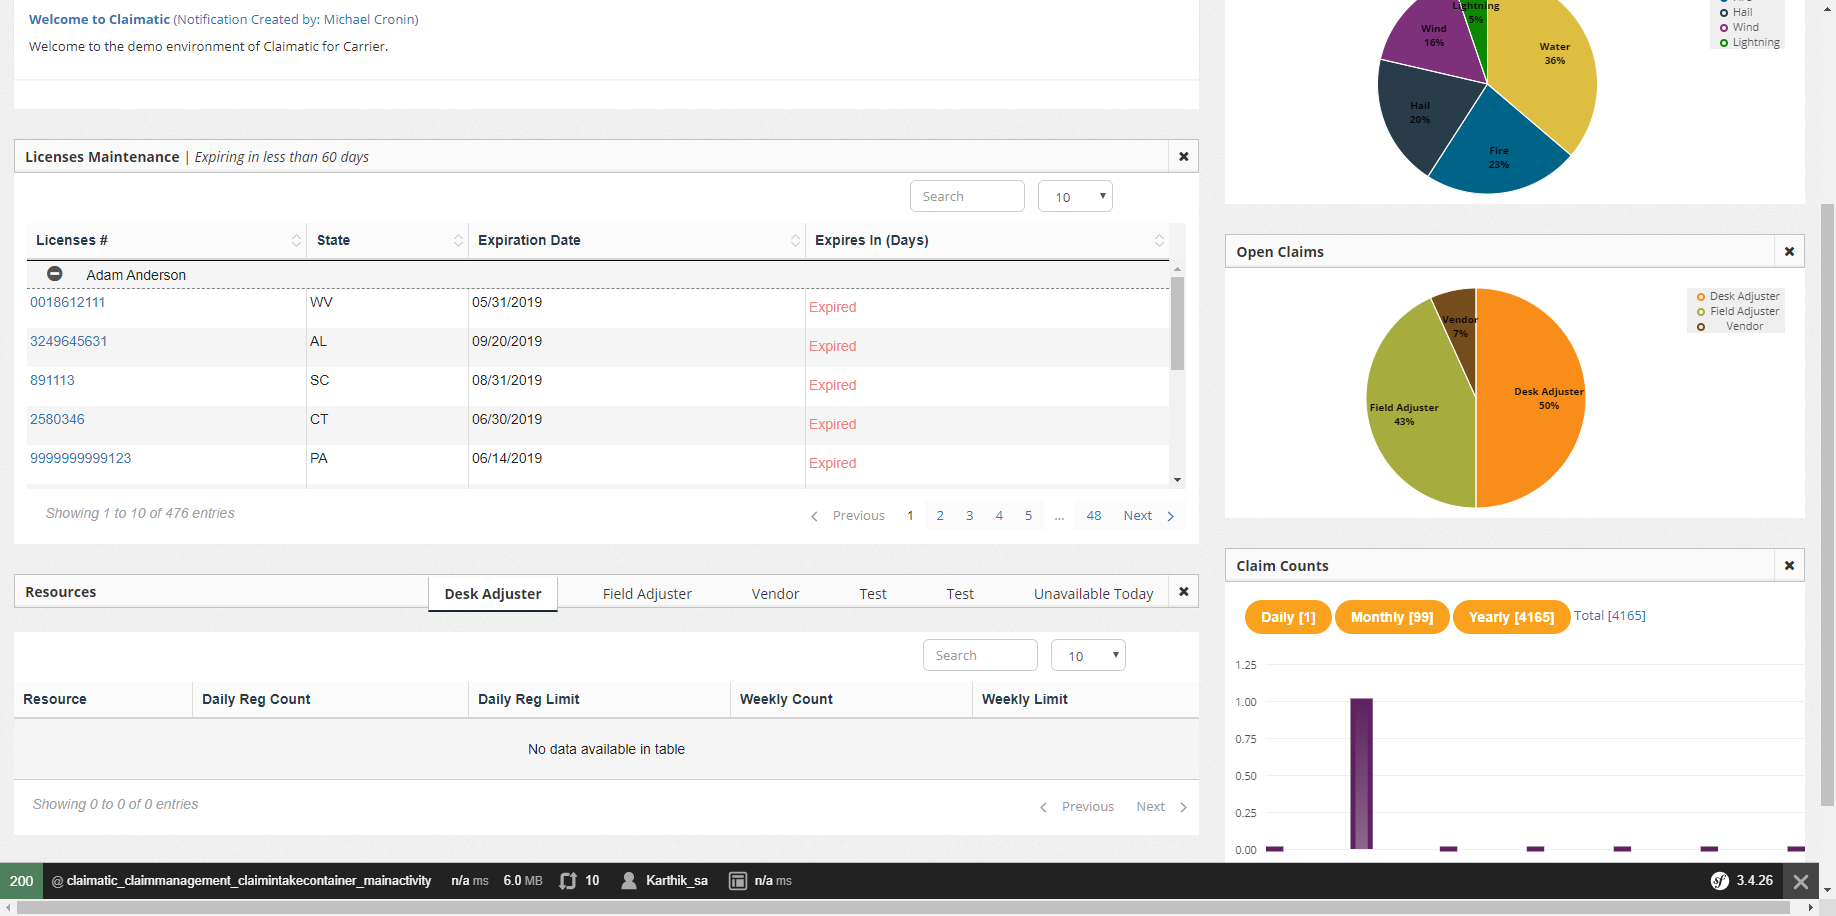 Welcome to Claimatic (Notification Created by: Michael Cronin)
Welcome to the demo environment of Claimatic for Carrier.
Licenses Maintenance | Expiring in less than 60 days
Search
10
Licenses # State Expiration Date Expires In (Days)
Adam Anderson
0018612111 WV 05/31/2019 Expired
3249645631 AL 09/20/2019 Expired
891113 SC 08/31/2019 Expired
2580346 CT 06/30/2019 Expired
9999999999123 PA 06/14/2019 Expired
Showing 1 to 10 of 476 entries
Previous 1 2 3 4 5 ... 48 Next
Resources
Desk Adjuster Field Adjuster Vendor Test Test Unavailable Today
Search
10
Resource Daily Reg Count Daily Reg Limit Weekly Count Weekly Limit
No data available in table
Showing 0 to 0 of 0 entries
Previous Next
Lightning
5%
Wind
16%
Water
36%
Hail
20%
Fire
23%
Hail
Wind
Lightning
Open Claims
Vendor
7%
Desk Adjuster
50%
Field Adjuster
43%
Desk Adjuster
Field Adjuster
Vendor
Claim Counts
Daily [1] Monthly [99] Yearly [4165] Total [4165]
1.25
1.00
0.75
0.50
0.25
0.00
200 @ claimatic_claimmanagement_claimintakecontainer_mainactivity n/a ms 6.0 MB 10 Karthik_sa n/a ms sf 3.4.26